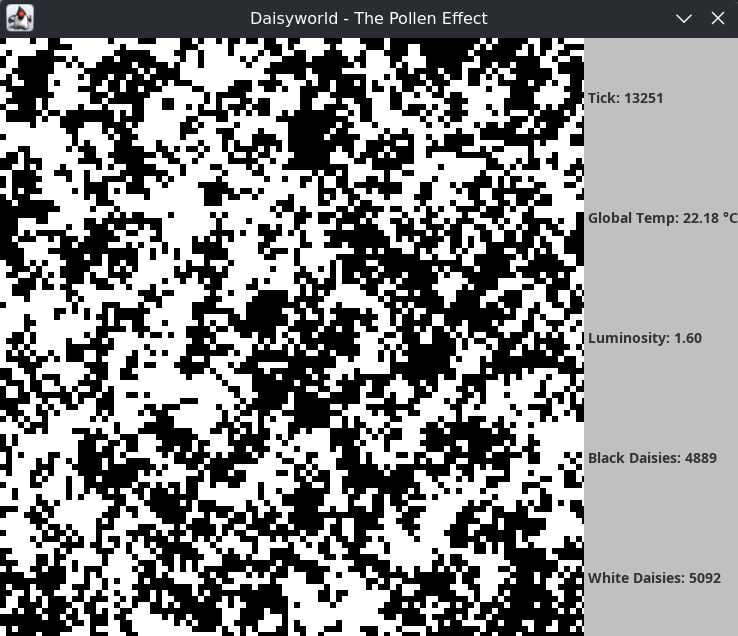 Daisyworld - The Pollen Effect
Tick: 13251
Global Temp: 22.18 °C
Luminosity: 1.60
Black Daisies: 4889
White Daisies: 5092